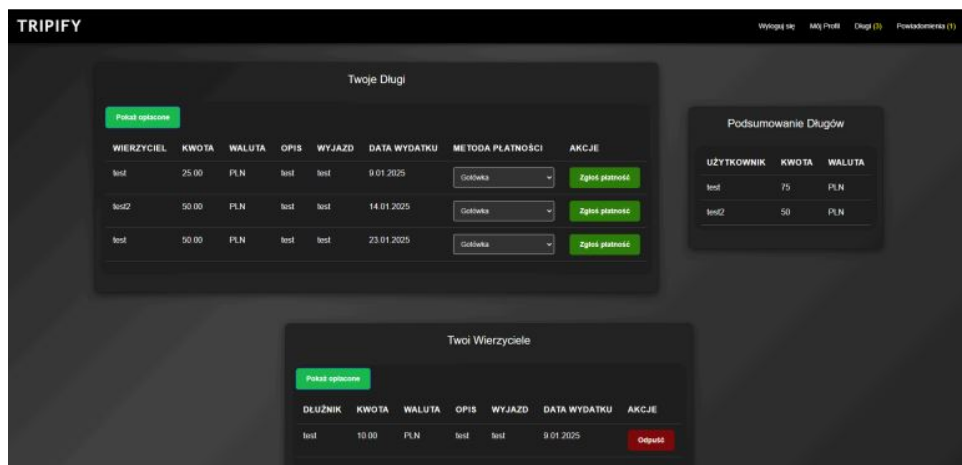 TRIPIFY
Wyloguj się Mój Profil Długi (3) Powiadomienia (1)
Twoje Długi
Pokaż opłacone
WIERZYCIEL KWOTA WALUTA OPIS WYJAZD DATA WYDATKU METODA PŁATNOŚCI AKCJE
test 25.00 PLN test test 9.01.2025 Gotówka Zgłoś płatność
test2 50.00 PLN test test 14.01.2025 Gotówka Zgłoś płatność
test 50.00 PLN test test 23.01.2025 Gotówka Zgłoś płatność
Podsumowanie Długów
UŻYTKOWNIK KWOTA WALUTA
test 75 PLN
test2 50 PLN
Twoi Wierzyciele
Pokaż opłacone
DŁUŻNIK KWOTA WALUTA OPIS WYJAZD DATA WYDATKU AKCJE
test 10.00 PLN test test 9.01.2025 Odpuść